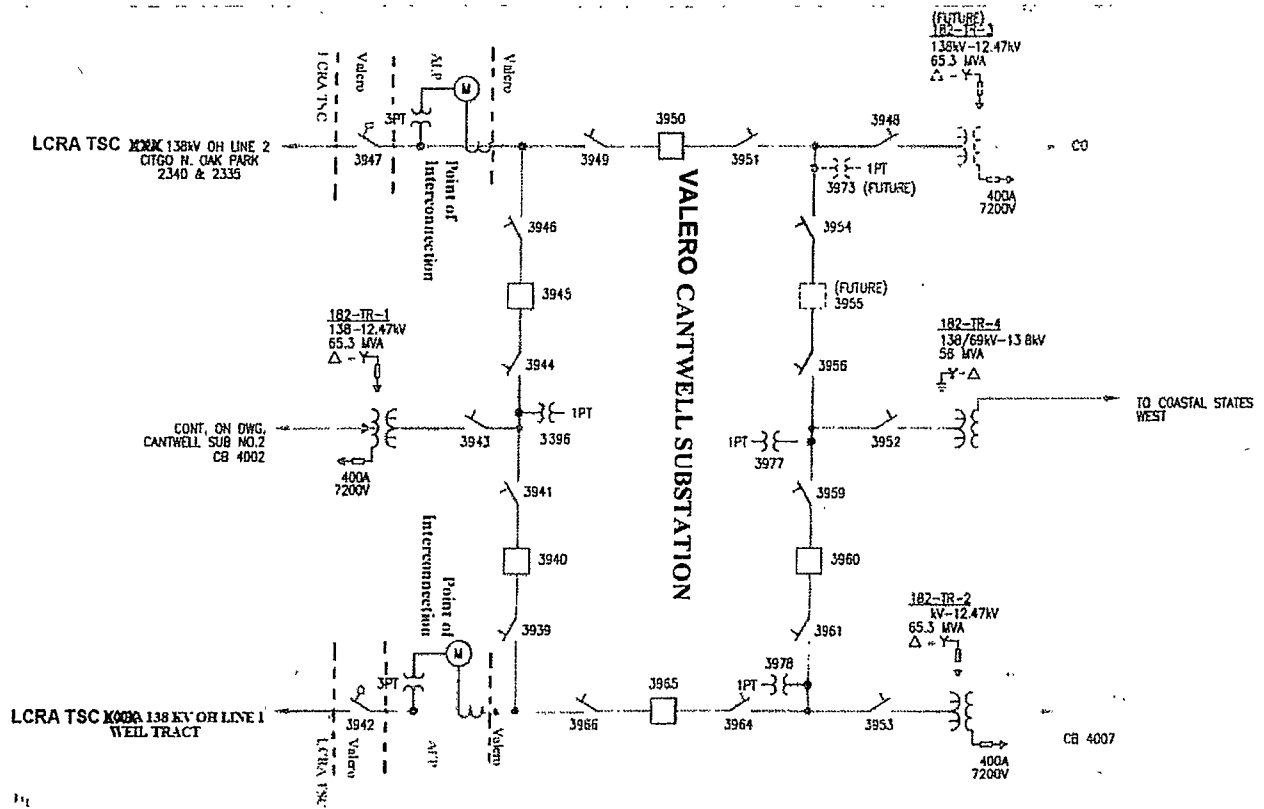 (FUTURE)
182-TR-3
138kV-12.47kV
65.3 MVA
Δ - Y
LCRA TSC
Valero
AEP
Valero
3PT
M
LCRA TSC 138kV OH LINE 2
CITGO N. OAK PARK
2340 & 2335
3947
Point of
Interconnection
3949
3950
3951
3948
CO
1PT
3973 (FUTURE)
400A
7200V
3946
3954
VALERO CANTWELL SUBSTATION
3945
(FUTURE)
3955
182-TR-1
138-12.47kV
65.3 MVA
Δ - Y
182-TR-4
138/69kV-13.8kV
58 MVA
Y-Δ
3944
3956
1PT
3396
CONT. ON DWG.
CANTWELL SUB NO.2
CB 4002
3943
400A
7200V
3952
TO COASTAL STATES
WEST
1PT
3977
3941
3959
3940
3960
Point of
Interconnection
3939
3961
182-TR-2
kV-12.47kV
65.3 MVA
Δ - Y
3PT
M
3978
1PT
3965
LCRA TSC 138 KV OH LINE 1
WEIL TRACT
3942
3966
3964
3953
CB 4007
400A
7200V
LCRA TSC
Valero
AEP
Valero